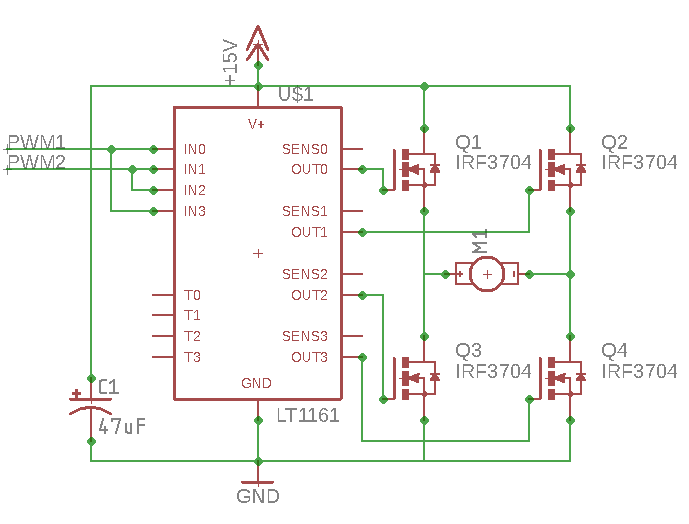 +15V
U$1
V+
PWM1
PWM2
IN0
IN1
IN2
IN3
SENS0
OUT0
SENS1
OUT1
SENS2
OUT2
SENS3
OUT3
T0
T1
T2
T3
GND
LT1161
Q1
IRF3704
Q2
IRF3704
M1
+
-
Q3
IRF3704
Q4
IRF3704
+
C1
47uF
GND